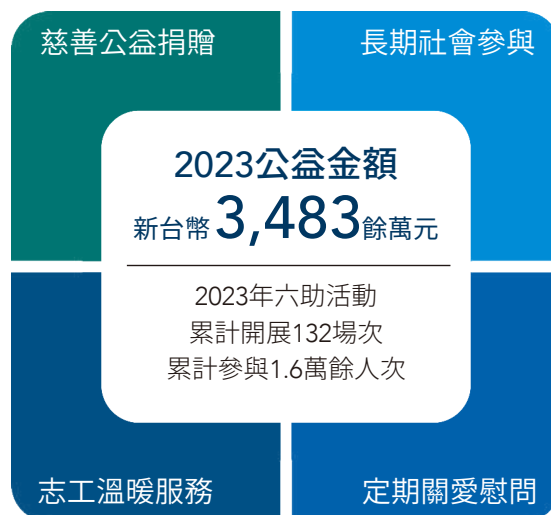 慈善公益捐贈
長期社會參與
2023公益金額
新台幣3,483餘萬元
2023年六助活動
累計開展132場次
累計參與1.6萬餘人次
志工溫暖服務
定期關愛慰問